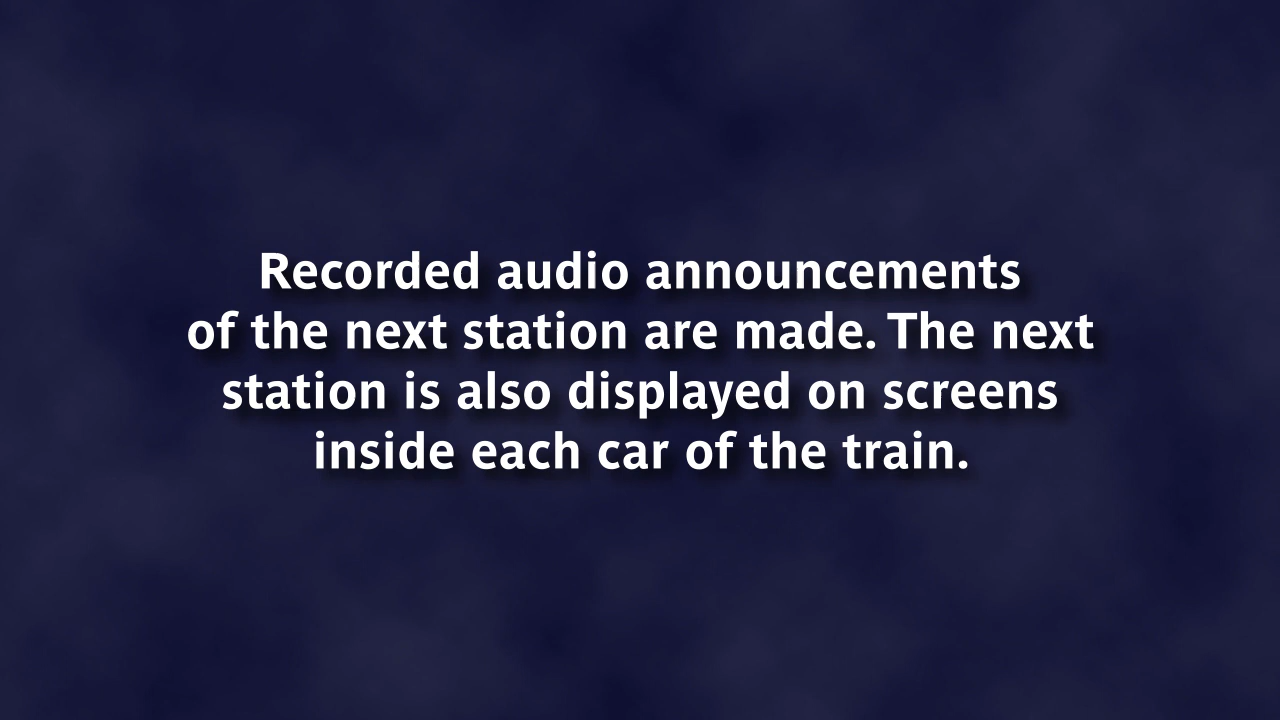 Recorded audio announcements
of the next station are made. The next
station is also displayed on screens
inside each car of the train.